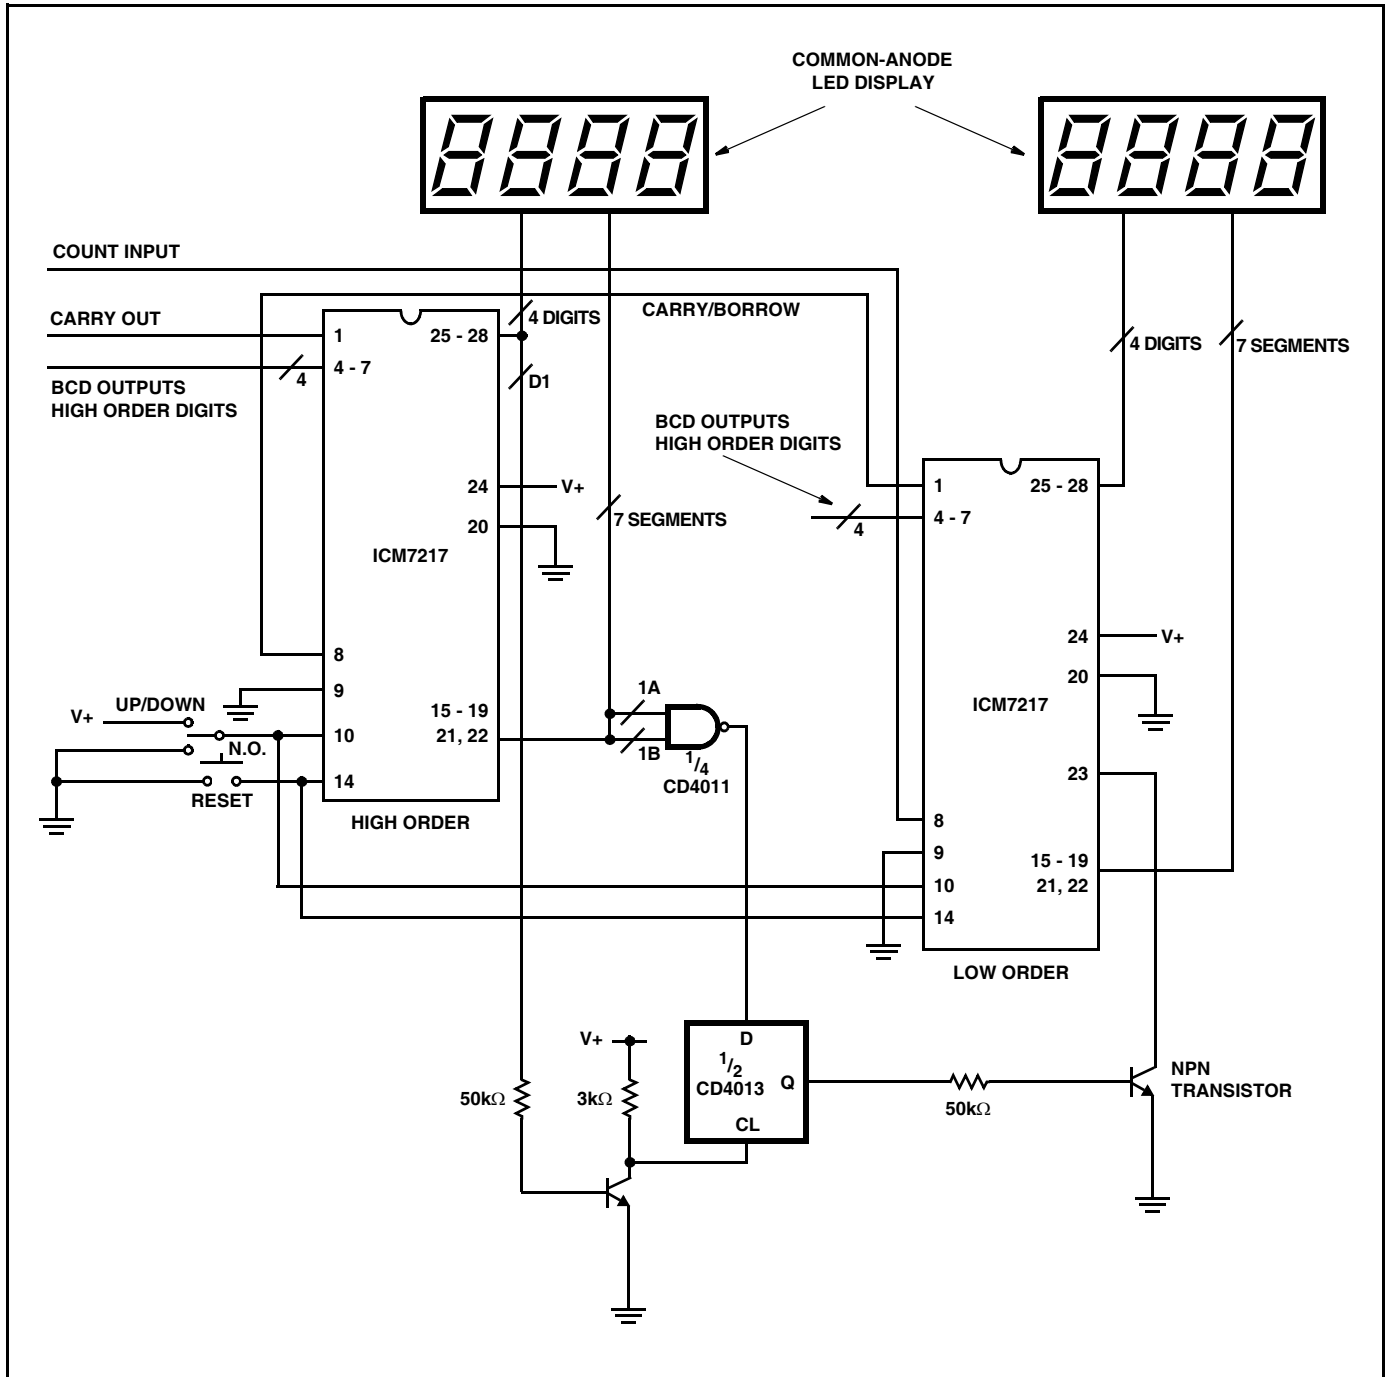 COMMON-ANODE
LED DISPLAY
COUNT INPUT
CARRY/BORROW
4 DIGITS
CARRY OUT
1
25 - 28
4 DIGITS
7 SEGMENTS
4 - 7
4
D1
BCD OUTPUTS
HIGH ORDER DIGITS
BCD OUTPUTS
HIGH ORDER DIGITS
24
V+
1
25 - 28
7 SEGMENTS
4 - 7
4
20
ICM7217
24
V+
8
20
9
1A
UP/DOWN
V+
15 - 19
ICM7217
10
21, 22
N.O.
1B
1/4
CD4011
14
23
RESET
HIGH ORDER
8
9
15 - 19
10
21, 22
14
LOW ORDER
V+
D
1/2
CD4013
Q
NPN
TRANSISTOR
50kΩ
3kΩ
50kΩ
CL